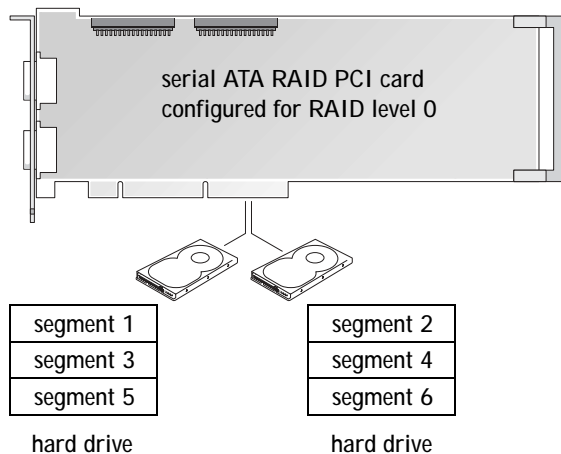 serial ATA RAID PCI card
configured for RAID level 0
segment 1
segment 3
segment 5
hard drive
segment 2
segment 4
segment 6
hard drive